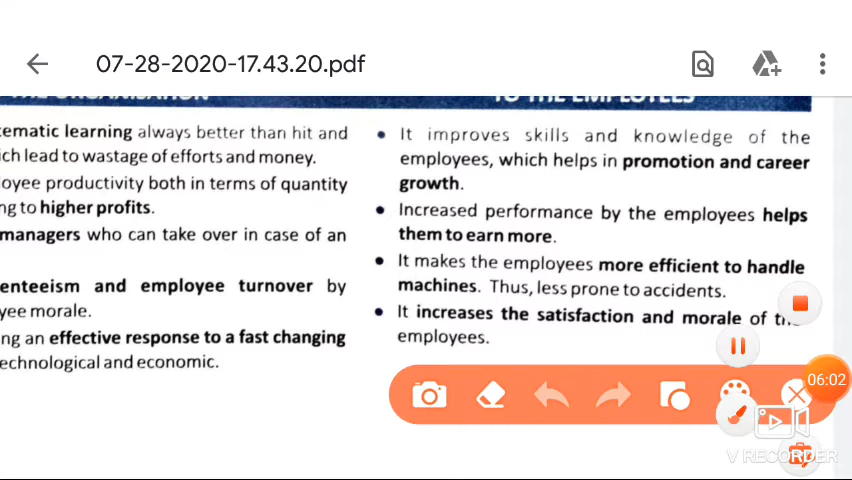 07-28-2020-17.43.20.pdf
TO THE EMPLOYEES
tematic learning always better than hit and
ich lead to wastage of efforts and money.
loyee productivity both in terms of quantity
ng to higher profits.
managers who can take over in case of an
enteeism and employee turnover by
yee morale.
ng an effective response to a fast changing
echnological and economic.
• It improves skills and knowledge of the
employees, which helps in promotion and career
growth.
• Increased performance by the employees helps
them to earn more.
• It makes the employees more efficient to handle
machines. Thus, less prone to accidents.
• It increases the satisfaction and morale of
employees.
06:02
V RECORDER